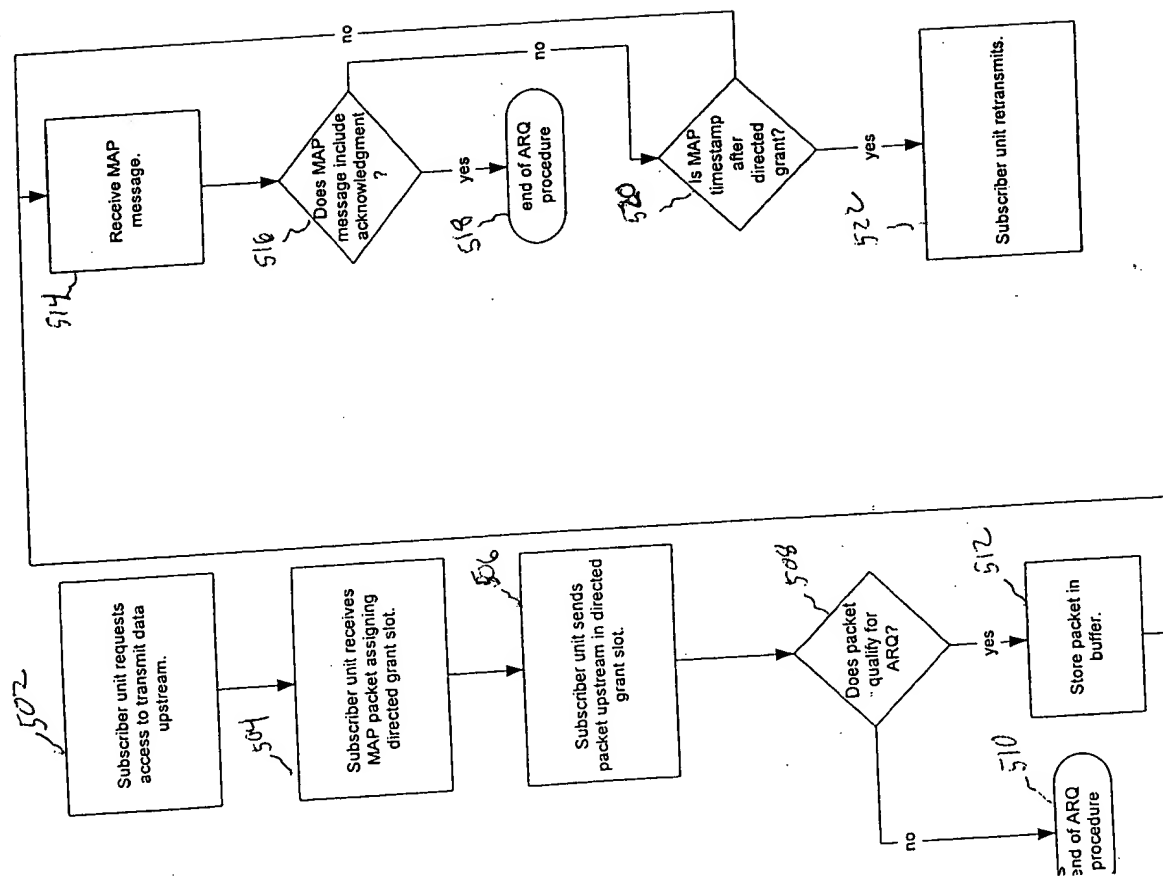 502
Subscriber unit requests
access to transmit data
upstream.
504
Subscriber unit receives
MAP packet assigning
directed grant slot.
506
Subscriber unit sends
packet upstream in directed
grant slot.
508
Does packet
qualify for
ARQ?
no
yes
510
end of ARQ
procedure
512
Store packet in
buffer.
514
Receive MAP
message.
516
Does MAP
message include
acknowledgment
?
no
yes
518
end of ARQ
procedure
520
Is MAP
timestamp
after
directed
grant?
no
yes
522
Subscriber unit retransmits.